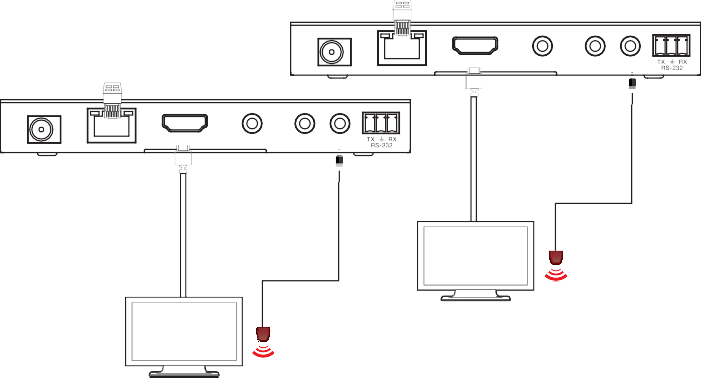 TX ⏚ RX
RS-232
TX ⏚ RX
RS-232